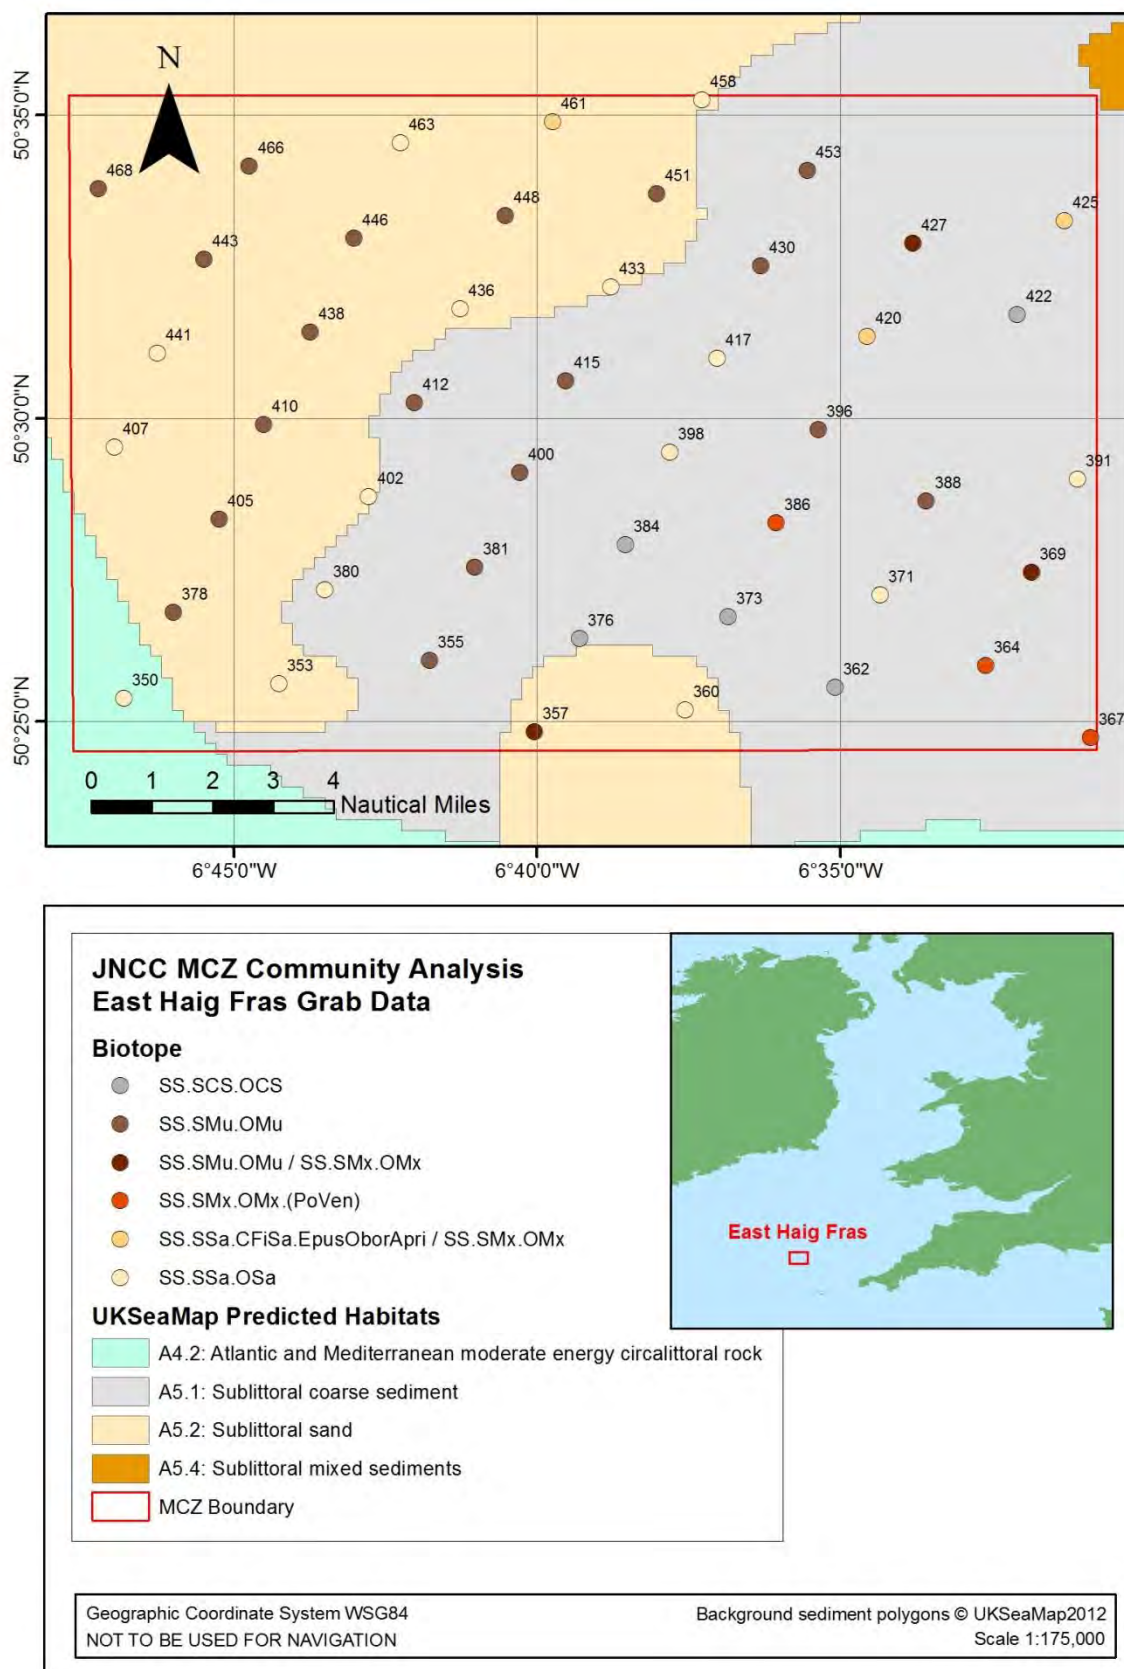 N
50°35'0"N
458
461
463
466
468
453
451
448
425
446
427
443
430
433
436
422
438
420
441
417
415
412
50°30'0"N
410
396
407
398
400
391
402
388
405
386
384
381
369
380
371
378
373
376
355
364
353
362
350
360
50°25'0"N
357
367
0 1 2 3 4
Nautical Miles
6°45'0"W 6°40'0"W 6°35'0"W
JNCC MCZ Community Analysis
East Haig Fras Grab Data
Biotope
SS.SCS.OCS
SS.SMu.OMu
SS.SMu.OMu / SS.SMx.OMx
SS.SMx.OMx.(PoVen)
SS.SSa.CFiSa.EpusOborApri / SS.SMx.OMx
SS.SSa.OSa
UKSeaMap Predicted Habitats
A4.2: Atlantic and Mediterranean moderate energy circalittoral rock
A5.1: Sublittoral coarse sediment
A5.2: Sublittoral sand
A5.4: Sublittoral mixed sediments
MCZ Boundary
East Haig Fras
Geographic Coordinate System WSG84
NOT TO BE USED FOR NAVIGATION
Background sediment polygons © UKSeaMap2012
Scale 1:175,000